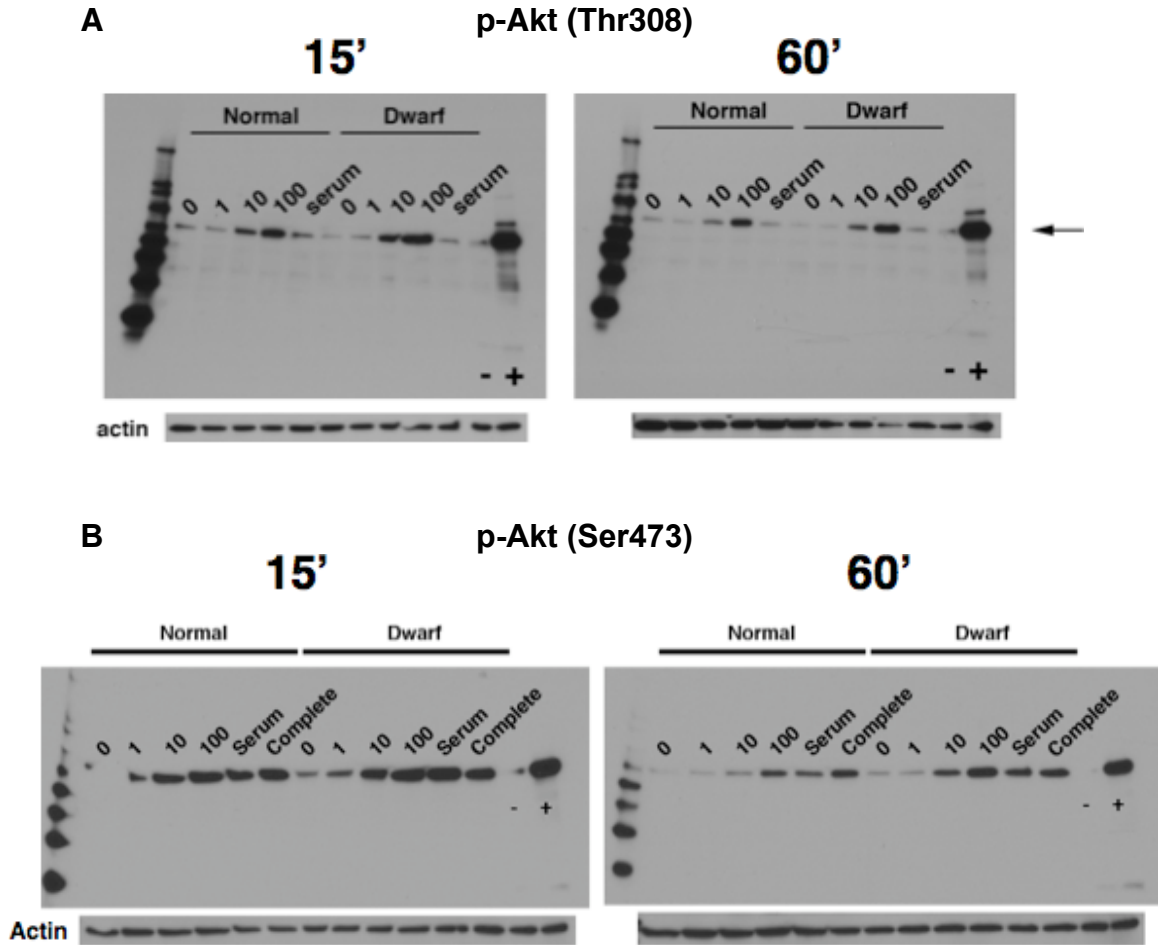 A p-Akt (Thr308)
15’ 60’
Normal Dwarf Normal Dwarf
0 1 10 100 serum 0 1 10 100 serum 0 1 10 100 serum 0 1 10 100 serum
- + - +
actin
B p-Akt (Ser473)
15’ 60’
Normal Dwarf Normal Dwarf
0 1 10 100 Serum Complete 0 1 10 100 Serum Complete 0 1 10 100 Serum Complete 0 1 10 100 Serum Complete
- + - +
Actin